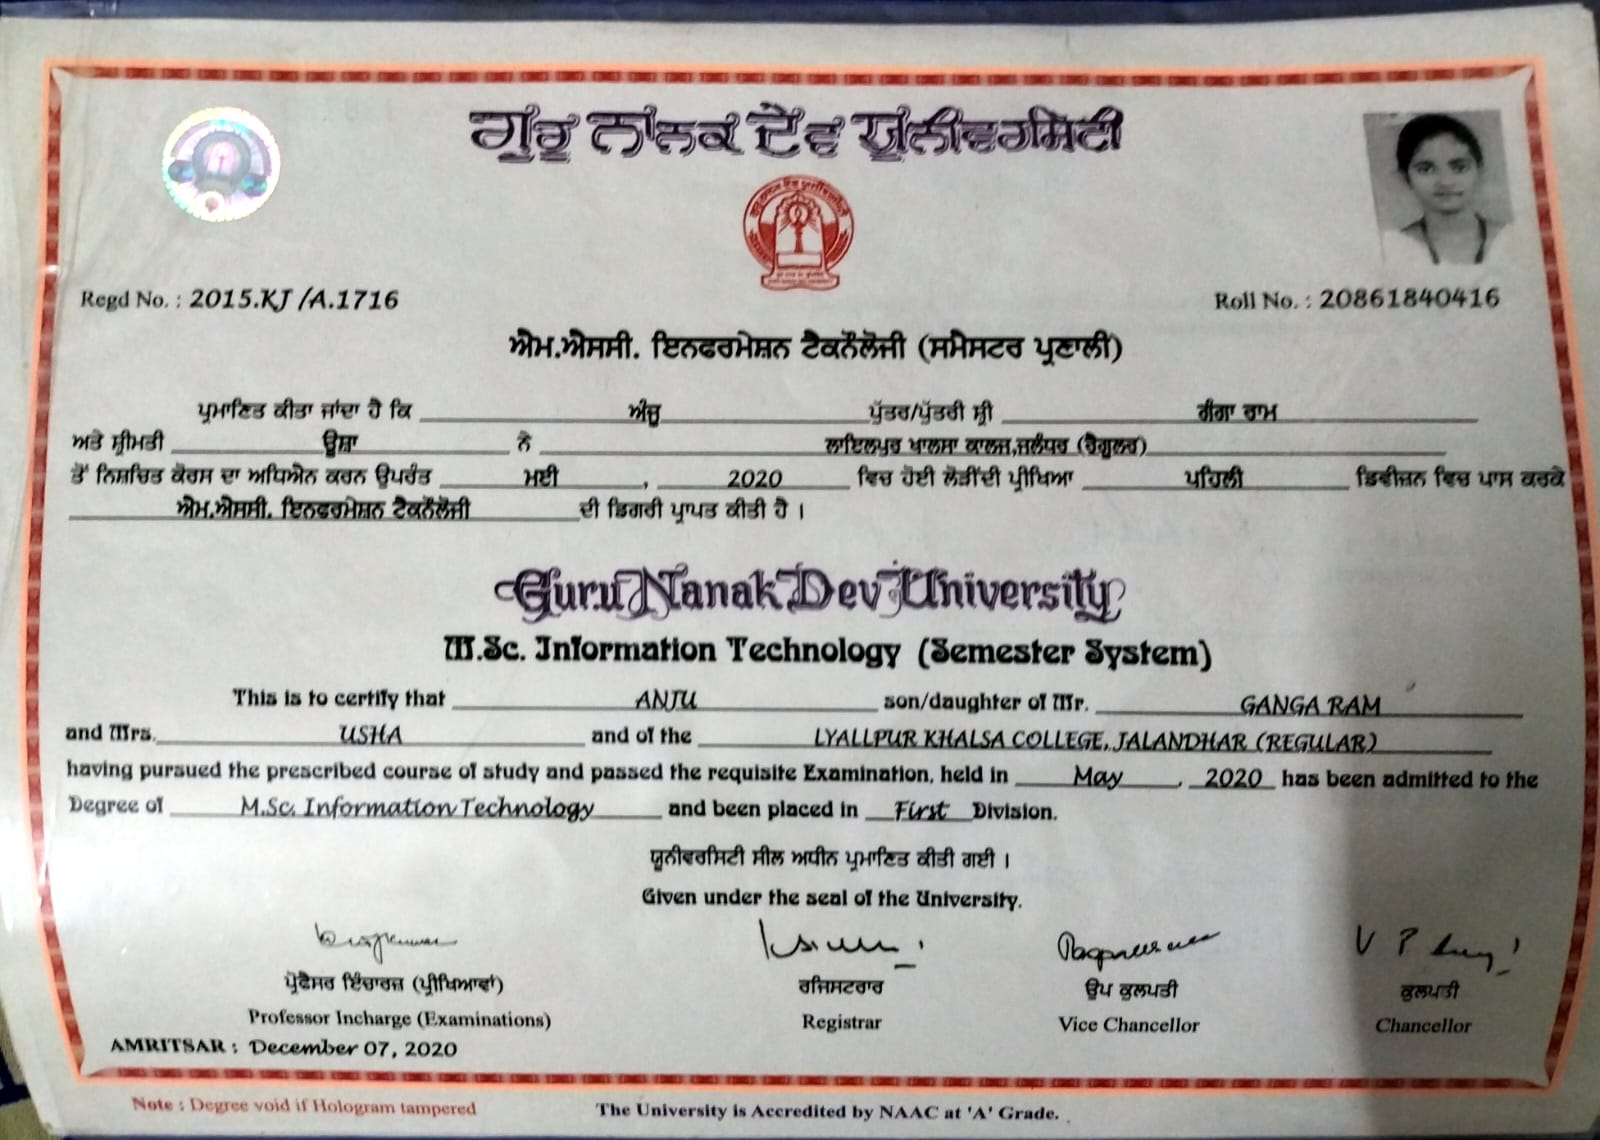 ਗੁਰੂ ਨਾਨਕ ਦੇਵ ਯੂਨੀਵਰਸਿਟੀ
Regd No. : 2015.KJ/A.1716
Roll No. : 20861840416
ਐਮ.ਐਸਸੀ. ਇਨਫਰਮੇਸ਼ਨ ਟੈਕਨੌਲੋਜੀ (ਸਮੈਸਟਰ ਪ੍ਰਣਾਲੀ)
ਪ੍ਰਮਾਣਿਤ ਕੀਤਾ ਜਾਂਦਾ ਹੈ ਕਿ ਅੰਜੂ ਪੁੱਤਰ/ਪੁੱਤਰੀ ਸ਼੍ਰੀ ਗੰਗਾ ਰਾਮ
ਅਤੇ ਸ਼੍ਰੀਮਤੀ ਊਸ਼ਾ ਨੇ ਲਾਇਲਪੁਰ ਖਾਲਸਾ ਕਾਲਜ,ਜਲੰਧਰ (ਰੈਗੂਲਰ)
ਤੋਂ ਨਿਸ਼ਚਿਤ ਕੋਰਸ ਦਾ ਅਧਿਐਨ ਕਰਨ ਉਪਰੰਤ ਮਈ , 2020 ਵਿਚ ਹੋਈ ਲੋੜੀਂਦੀ ਪ੍ਰੀਖਿਆ ਪਹਿਲੀ ਡਿਵੀਜ਼ਨ ਵਿਚ ਪਾਸ ਕਰਕੇ
ਐਮ.ਐਸਸੀ. ਇਨਫਰਮੇਸ਼ਨ ਟੈਕਨੌਲੋਜੀ ਦੀ ਡਿਗਰੀ ਪ੍ਰਾਪਤ ਕੀਤੀ ਹੈ ।
Guru Nanak Dev University
M.Sc. Information Technology (Semester System)
This is to certify that ANJU son/daughter of Mr. GANGA RAM
and Mrs. USHA and of the LYALLPUR KHALSA COLLEGE, JALANDHAR (REGULAR)
having pursued the prescribed course of study and passed the requisite Examination, held in May , 2020 has been admitted to the
Degree of M.Sc. Information Technology and been placed in First Division.
ਯੂਨੀਵਰਸਿਟੀ ਸੀਲ ਅਧੀਨ ਪ੍ਰਮਾਣਿਤ ਕੀਤੀ ਗਈ ।
Given under the seal of the University.
ਪ੍ਰੋਫੈਸਰ ਇੰਚਾਰਜ (ਪ੍ਰੀਖਿਆਵਾਂ) ਰਜਿਸਟਰਾਰ ਉਪ ਕੁਲਪਤੀ ਕੁਲਪਤੀ
Professor Incharge (Examinations) Registrar Vice Chancellor Chancellor
AMRITSAR : December 07, 2020
Note : Degree void if Hologram tampered
The University is Accredited by NAAC at 'A' Grade.